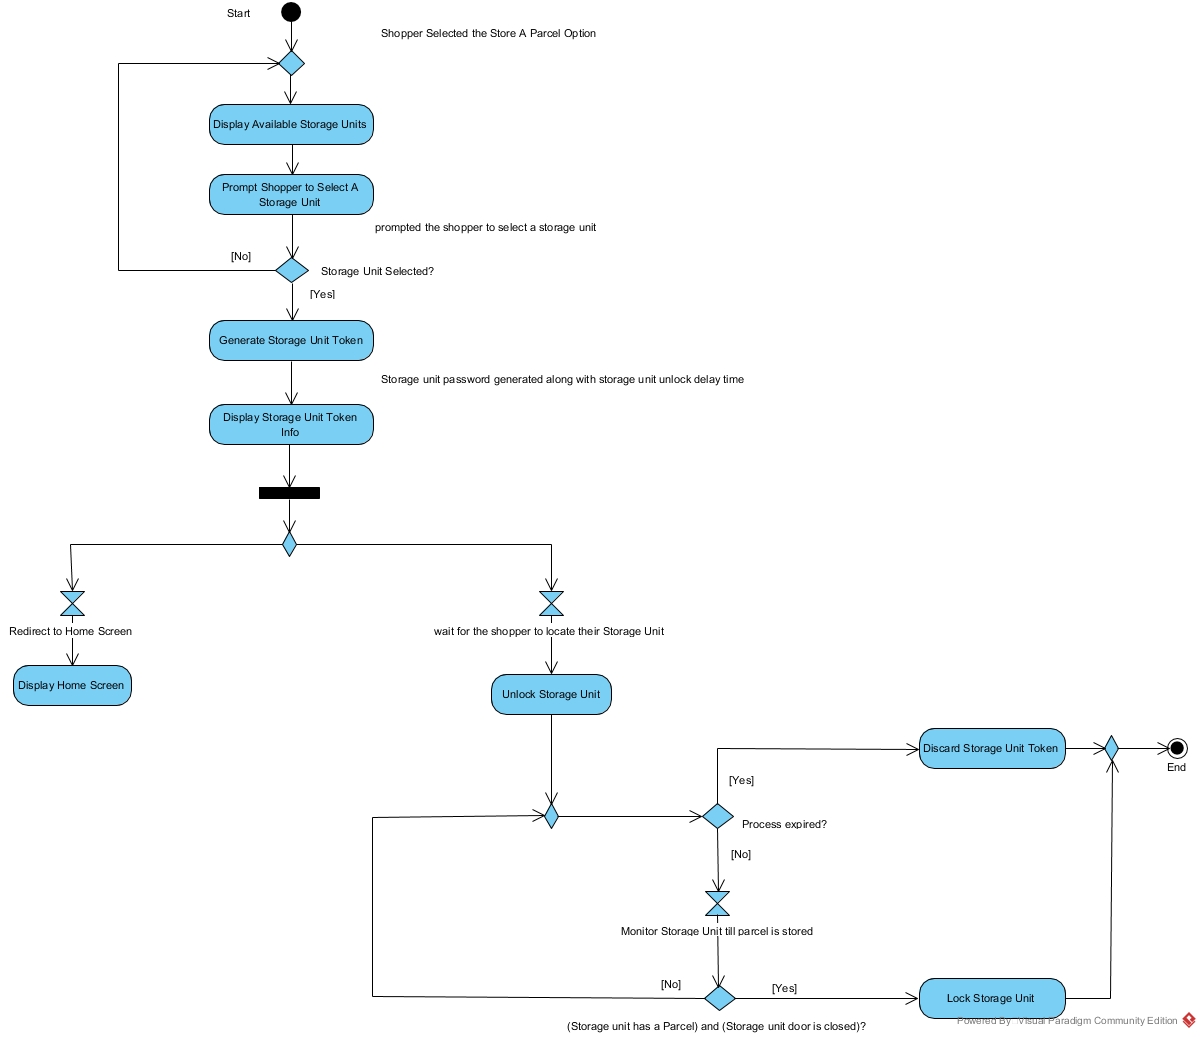 Start
Shopper Selected the Store A Parcel Option
Display Available Storage Units
Prompt Shopper to Select A
Storage Unit
prompted the shopper to select a storage unit
[No]
Storage Unit Selected?
[Yes]
Generate Storage Unit Token
Storage unit password generated along with storage unit unlock delay time
Display Storage Unit Token
Info
Redirect to Home Screen
wait for the shopper to locate their Storage Unit
Display Home Screen
Unlock Storage Unit
Discard Storage Unit Token
End
[Yes]
Process expired?
[No]
Monitor Storage Unit till parcel is stored
[No]
[Yes]
Lock Storage Unit
(Storage unit has a Parcel) and (Storage unit door is closed)?
Powered By Visual Paradigm Community Edition